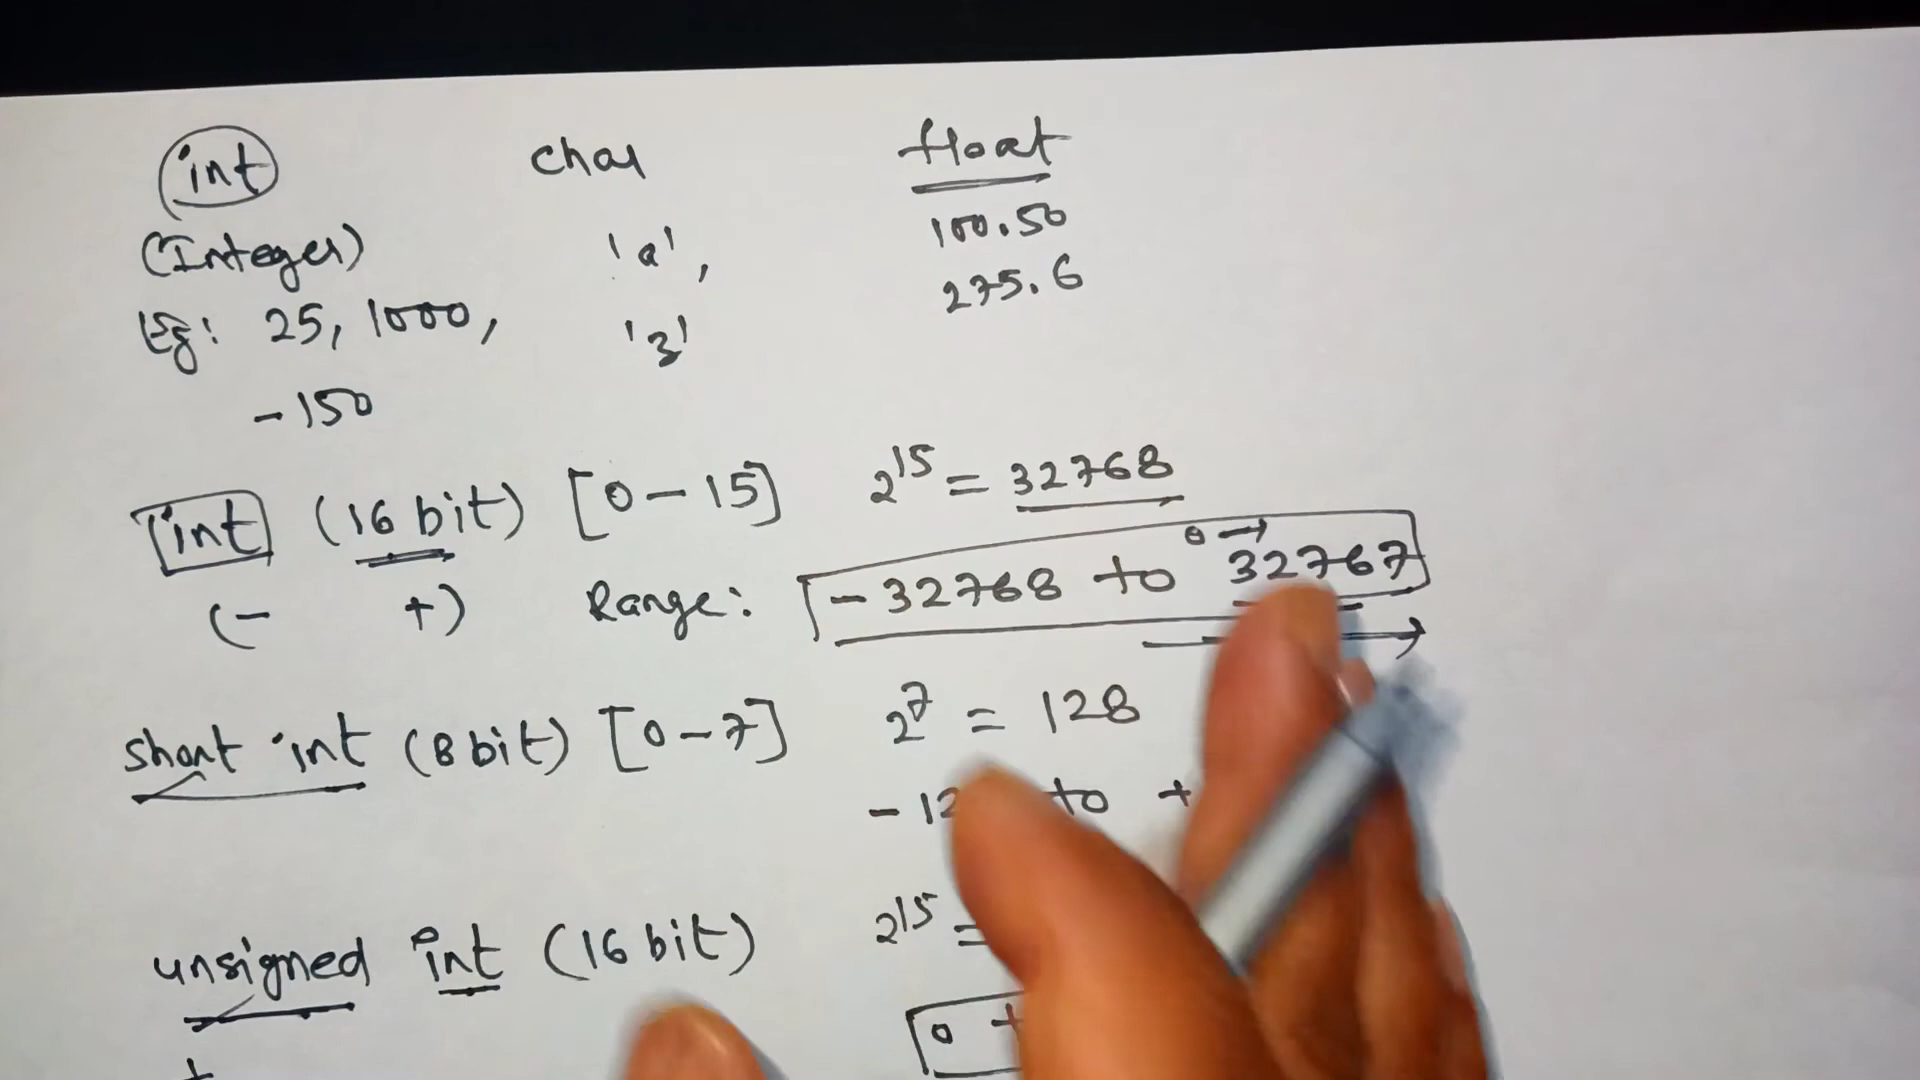 int char float
(Integer) 'a', 100.50
Eg: 25, 1000, 'z' 275.6
-150
int (16 bit) [0-15] 2^15 = 32768
(- +) Range: -32768 to 0 → 32767
short int (8 bit) [0-7] 2^7 = 128
to +
unsigned int (16 bit) 2^15 =
[0
+